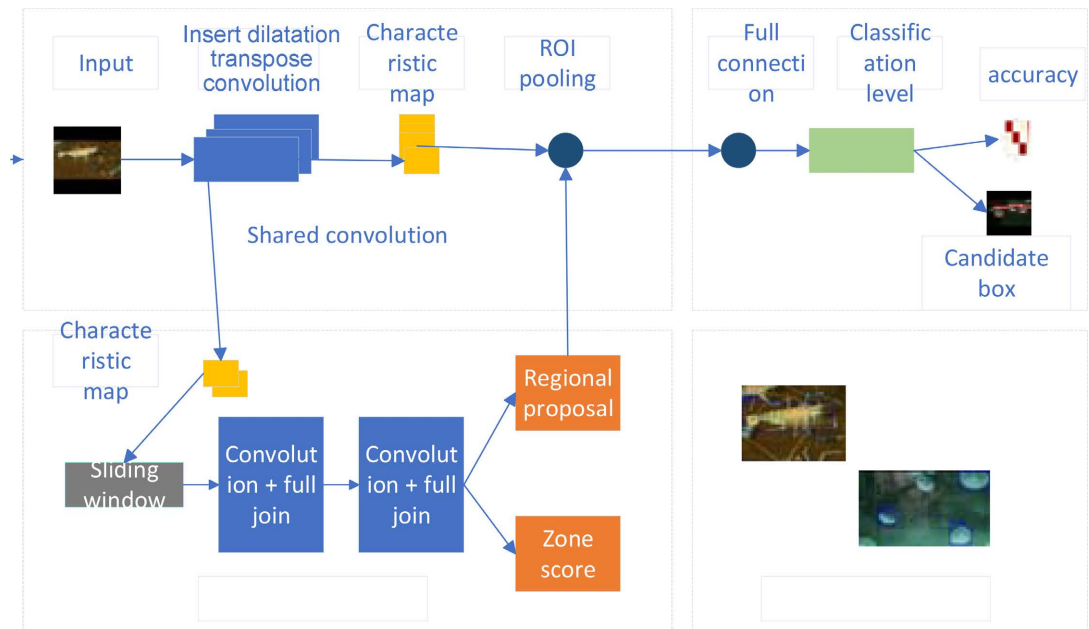 Input
Insert dilatation
transpose
convolution
Characte
ristic
map
ROI
pooling
Full
connecti
on
Classific
ation
level
accuracy
Shared convolution
Candidate
box
Characte
ristic
map
Sliding
window
Convolut
ion + full
join
Convolut
ion + full
join
Regional
proposal
Zone
score